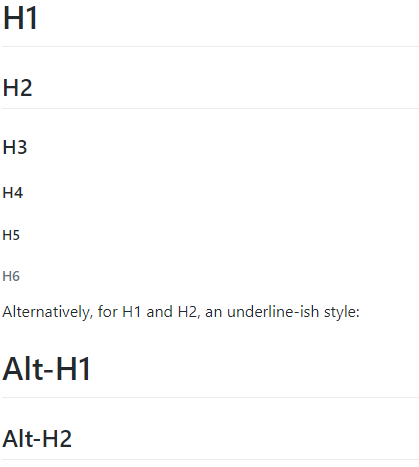 H1
H2
H3
H4
H5
H6
Alternatively, for H1 and H2, an underline-ish style:
Alt-H1
Alt-H2